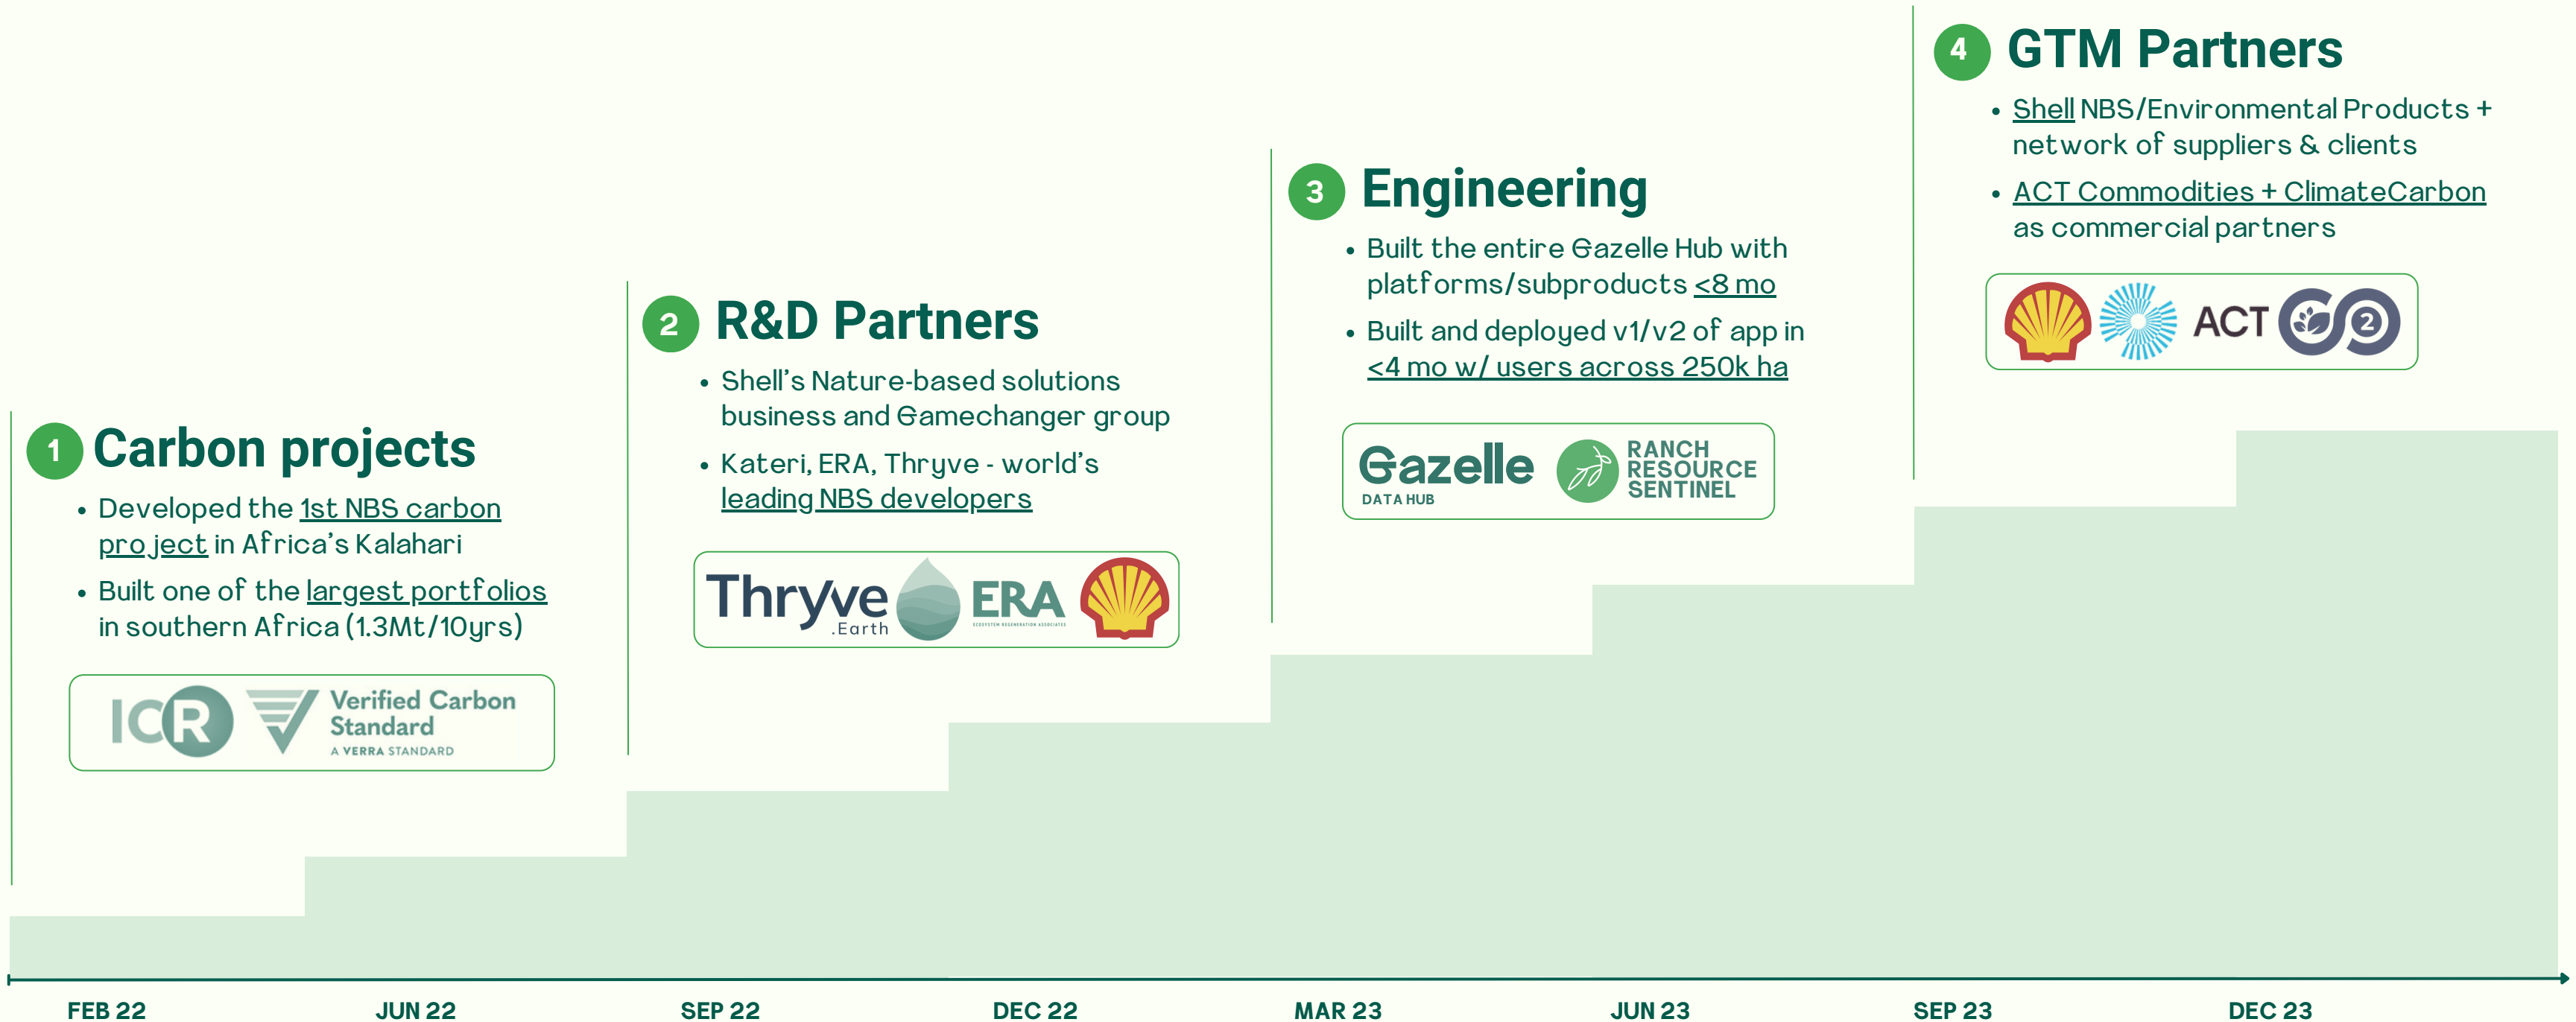 1 Carbon projects
• Developed the 1st NBS carbon
project in Africa's Kalahari
• Built one of the largest portfolios
in southern Africa (1.3Mt/10yrs)
ICR
Verified Carbon
Standard
A VERRA STANDARD
2 R&D Partners
• Shell's Nature-based solutions
business and Gamechanger group
• Kateri, ERA, Thryve - world's
leading NBS developers
Thryve
.Earth
ERA
ECOSYSTEM REGENERATION ASSOCIATES
3 Engineering
• Built the entire Gazelle Hub with
platforms/subproducts <8 mo
• Built and deployed v1/v2 of app in
<4 mo w/ users across 250k ha
Gazelle
DATA HUB
RANCH
RESOURCE
SENTINEL
4 GTM Partners
• Shell NBS/Environmental Products +
network of suppliers & clients
• ACT Commodities + ClimateCarbon
as commercial partners
ACT
2
FEB 22
JUN 22
SEP 22
DEC 22
MAR 23
JUN 23
SEP 23
DEC 23